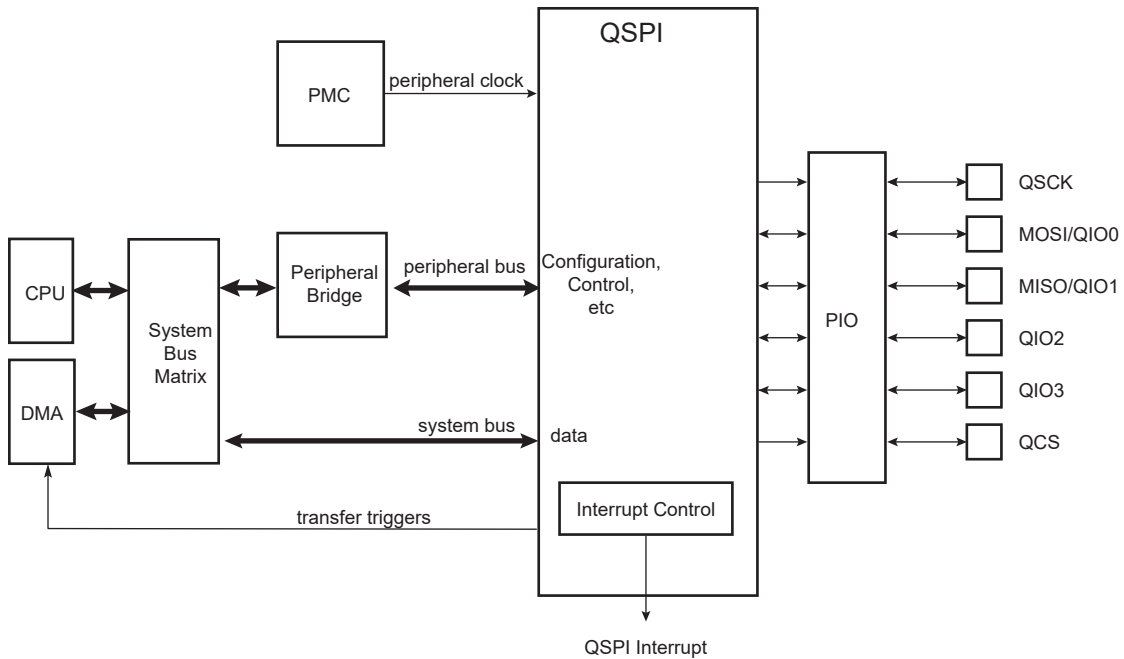 QSPI
peripheral clock
PMC
QSCK
MOSI/QIO0
peripheral bus
Configuration,
Control,
etc
Peripheral
Bridge
MISO/QIO1
CPU
PIO
System
Bus
Matrix
QIO2
DMA
QIO3
system bus
data
QCS
Interrupt Control
transfer triggers
QSPI Interrupt